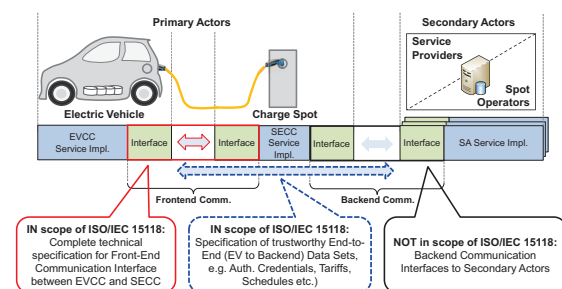 Primary Actors
Secondary Actors
Service
Providers
Spot
Operators
Electric Vehicle
Charge Spot
EVCC
Service Impl.
Interface
Interface
SECC
Service
Impl.
Interface
Interface
SA Service Impl.
Frontend Comm.
Backend Comm.
IN scope of ISO/IEC 15118:
Complete technical
specification for Front-End
Communication Interface
between EVCC and SECC
IN scope of ISO/IEC 15118:
Specification of trustworthy End-to-
End (EV to Backend) Data Sets,
e.g. Auth. Credentials, Tariffs,
Schedules etc.)
NOT in scope of ISO/IEC 15118:
Backend Communication
Interfaces to Secondary Actors